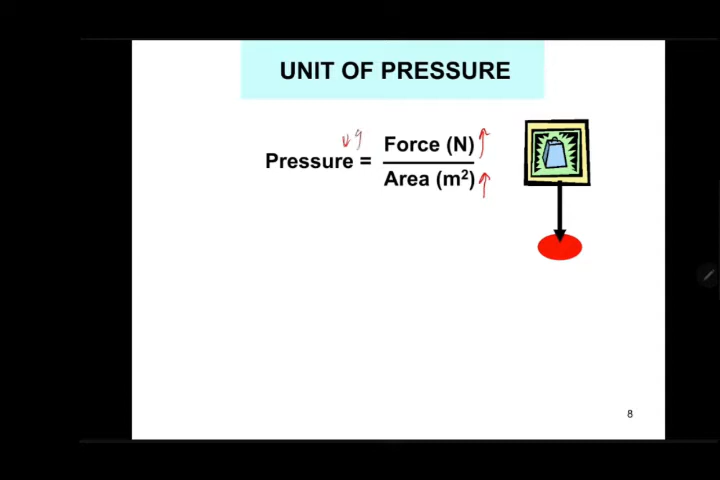 UNIT OF PRESSURE
Pressure = Force (N)
Area (m²)
8